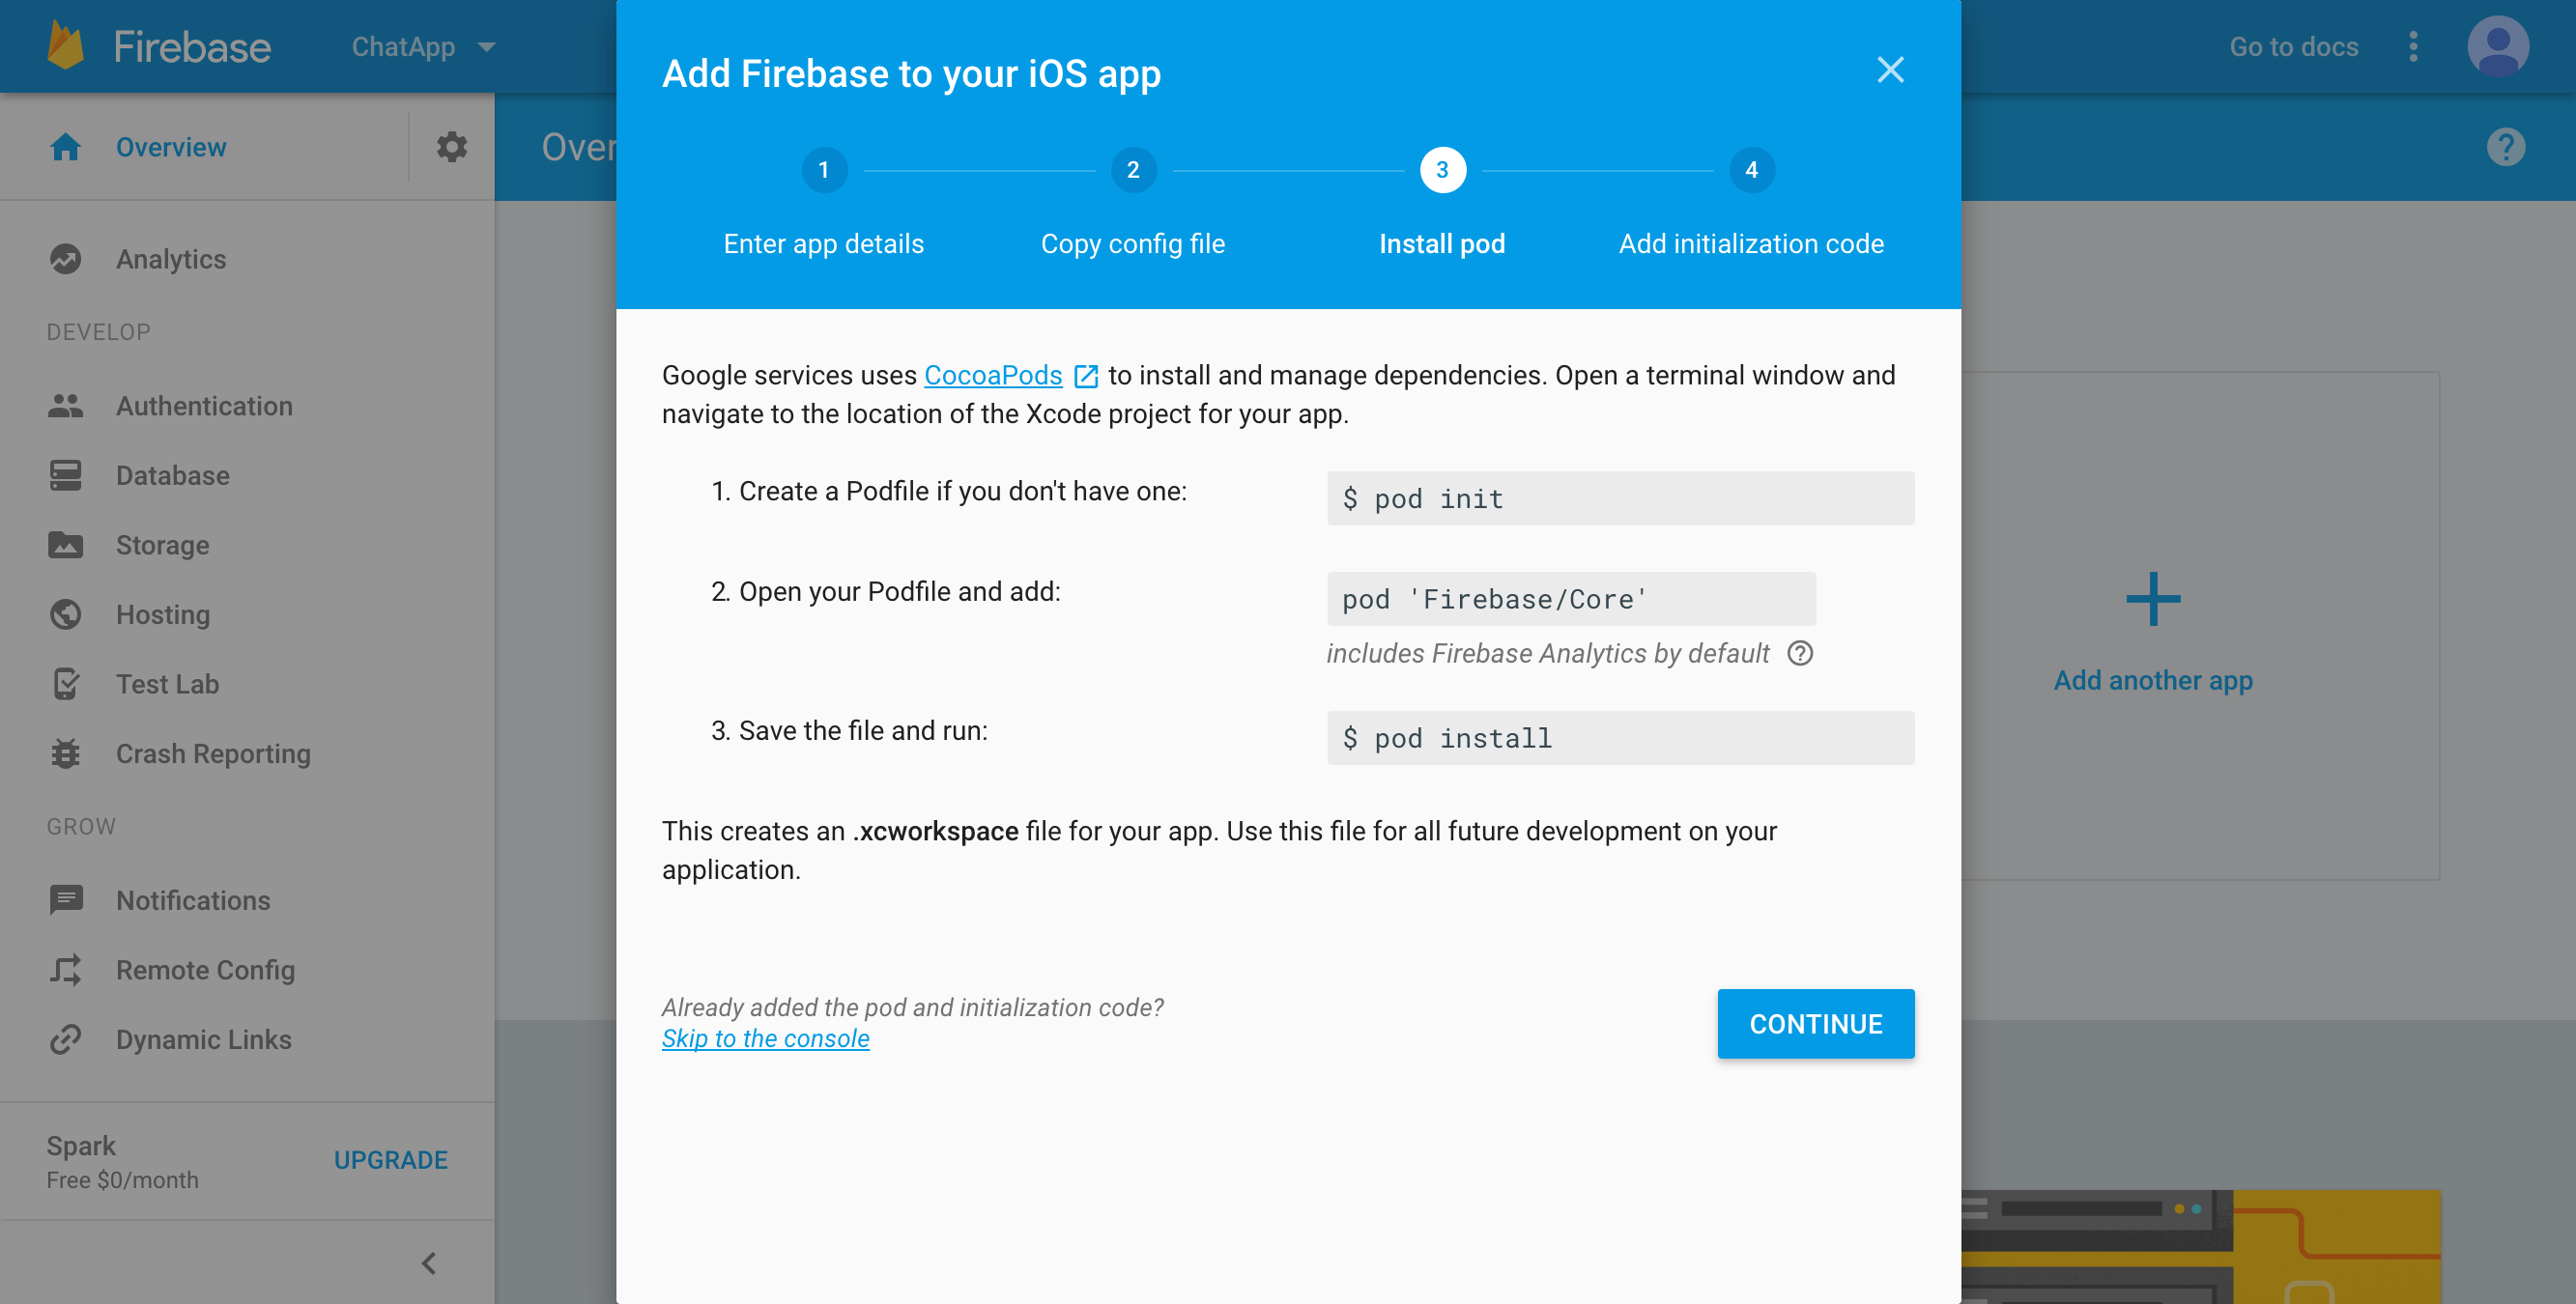 Firebase
ChatApp
Go to docs
Overview
Over
Analytics
DEVELOP
Authentication
Database
Storage
Hosting
Test Lab
Crash Reporting
GROW
Notifications
Remote Config
Dynamic Links
Spark
Free $0/month
UPGRADE
Add Firebase to your iOS app
1
2
3
4
Enter app details
Copy config file
Install pod
Add initialization code
Google services uses CocoaPods to install and manage dependencies. Open a terminal window and
navigate to the location of the Xcode project for your app.
1. Create a Podfile if you don't have one:
$ pod init
2. Open your Podfile and add:
pod 'Firebase/Core'
includes Firebase Analytics by default
3. Save the file and run:
$ pod install
This creates an .xcworkspace file for your app. Use this file for all future development on your
application.
Already added the pod and initialization code?
Skip to the console
CONTINUE
Add another app